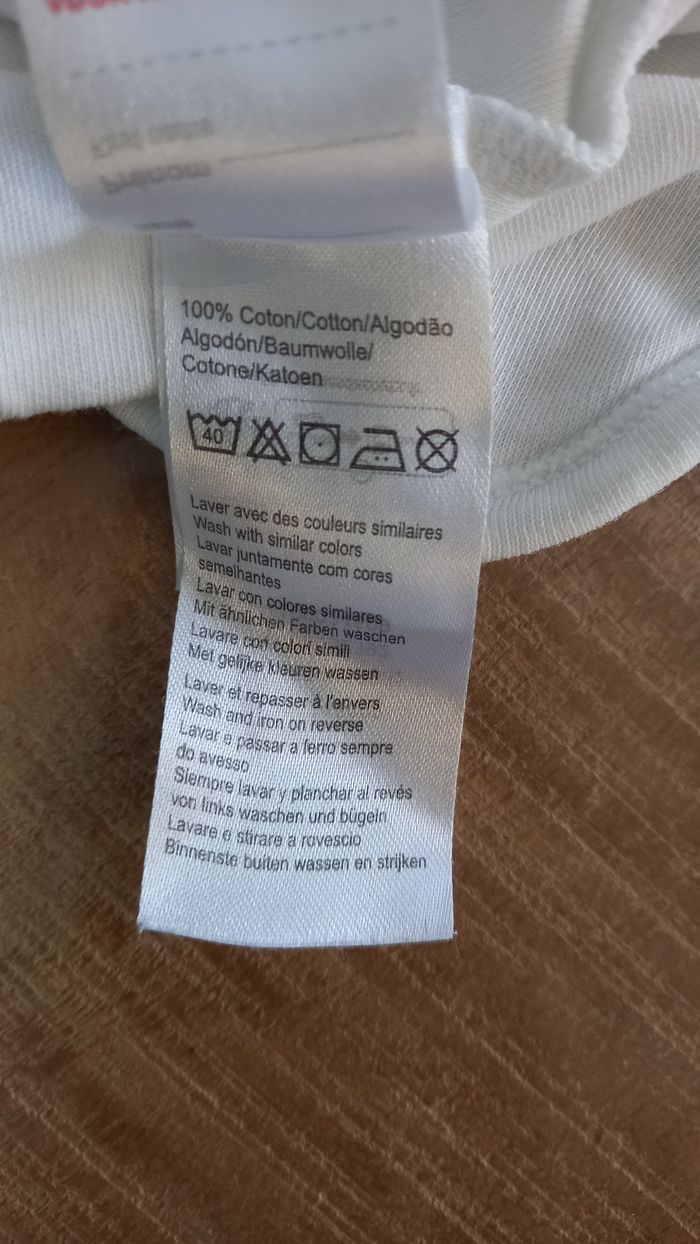 100% Coton/Cotton/Algodão
Algodón/Baumwolle/
Cotone/Katoen
40
Laver avec des couleurs similaires
Wash with similar colors
Lavar juntamente com cores
semelhantes
Lavar con colores similares
Mit ähnlichen Farben waschen
Lavare con colori simili
Met gelijke kleuren wassen
Laver et repasser à l'envers
Wash and iron on reverse
Lavar e passar a ferro sempre
do avesso
Siempre lavar y planchar al revés
von links waschen und bügeln
Lavare e stirare a rovescio
Binnenste buiten wassen en strijken